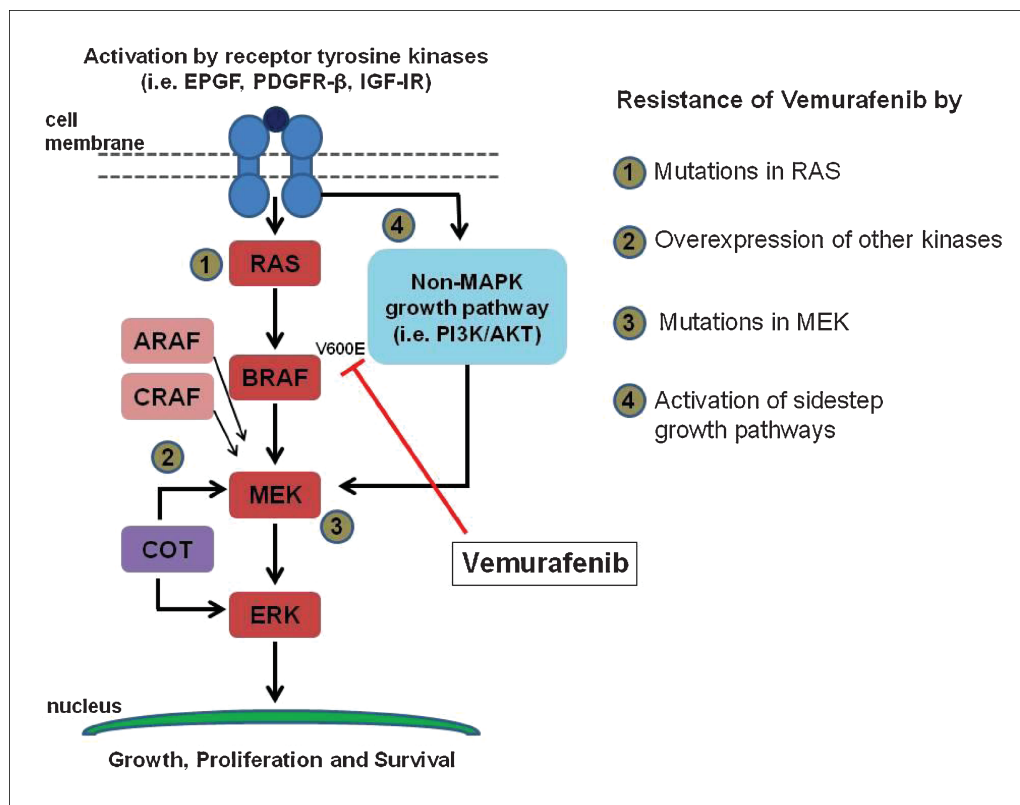 Activation by receptor tyrosine kinases
(i.e. EPGF, PDGFR-β, IGF-IR)
cell
membrane
Resistance of Vemurafenib by
1 Mutations in RAS
2 Overexpression of other kinases
3 Mutations in MEK
4 Activation of sidestep
growth pathways
4
1
RAS
Non-MAPK
growth pathway
(i.e. PI3K/AKT)
ARAF
CRAF
V600E
BRAF
2
MEK
3
COT
Vemurafenib
ERK
nucleus
Growth, Proliferation and Survival